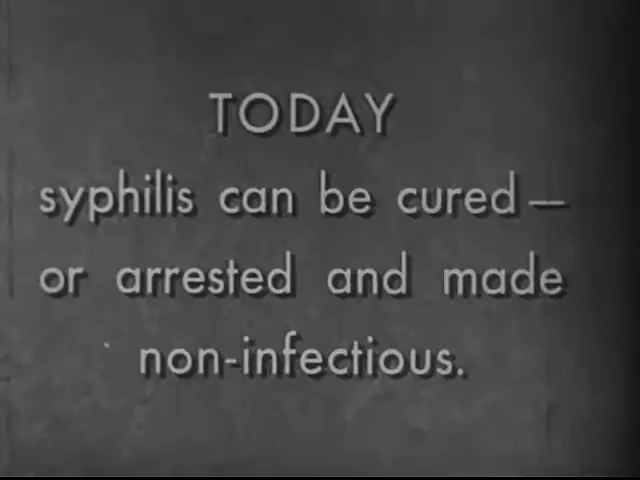 TODAY
syphilis can be cured —
or arrested and made
non-infectious.